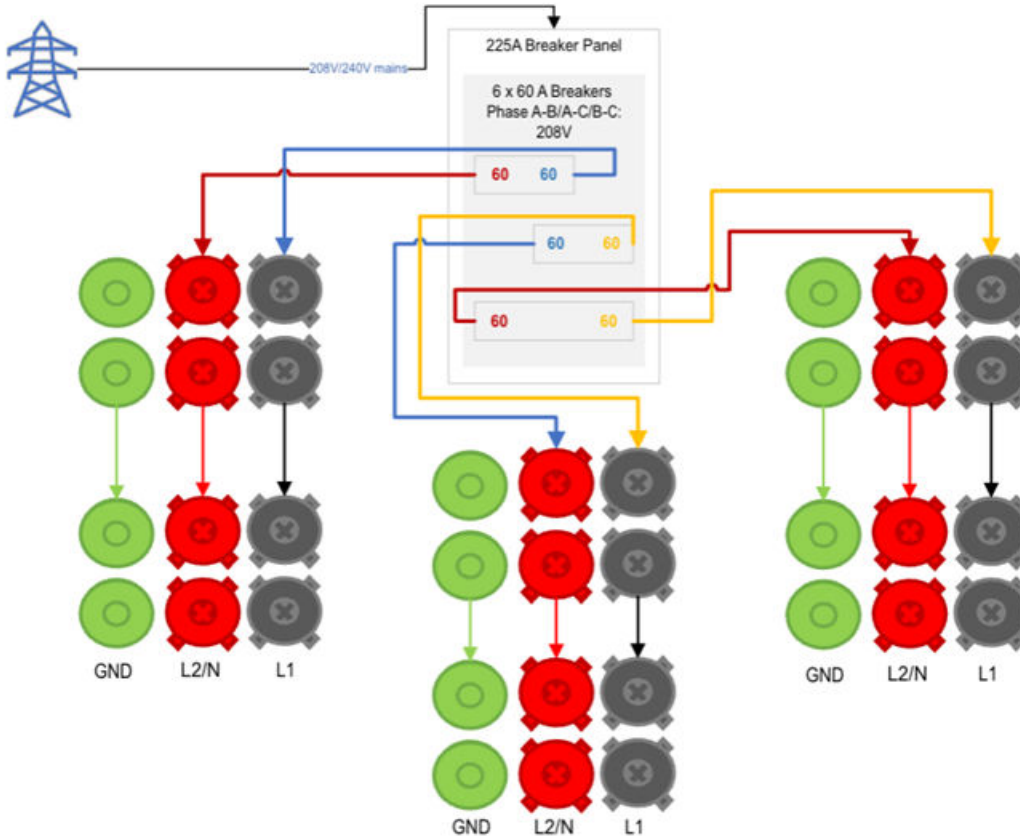 225A Breaker Panel
208V/240V mains
6 x 60 A Breakers
Phase A-B/A-C/B-C:
208V
60 60
60 60
60 60
GND L2/N L1
GND L2/N L1
GND L2/N L1